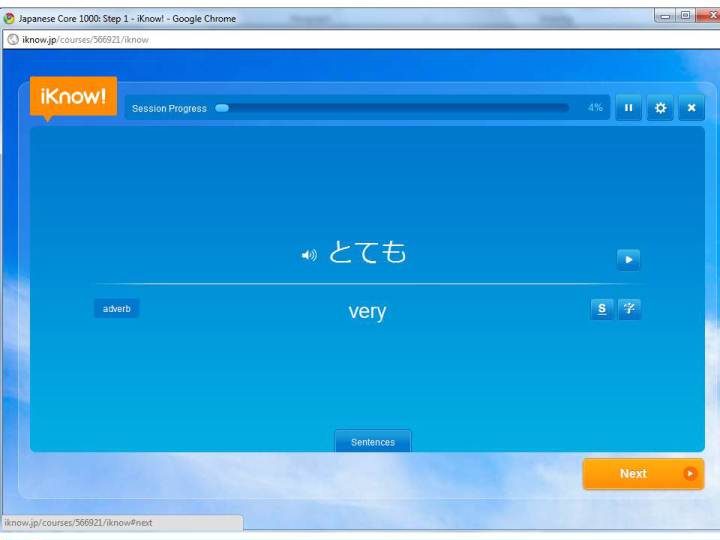 Japanese Core 1000: Step 1 - iKnow! - Google Chrome
iknow.jp/courses/566921/iknow
iKnow!
Session Progress 4%
とても
adverb
very
S 字
Sentences
Next
iknow.jp/courses/566921/iknow#next